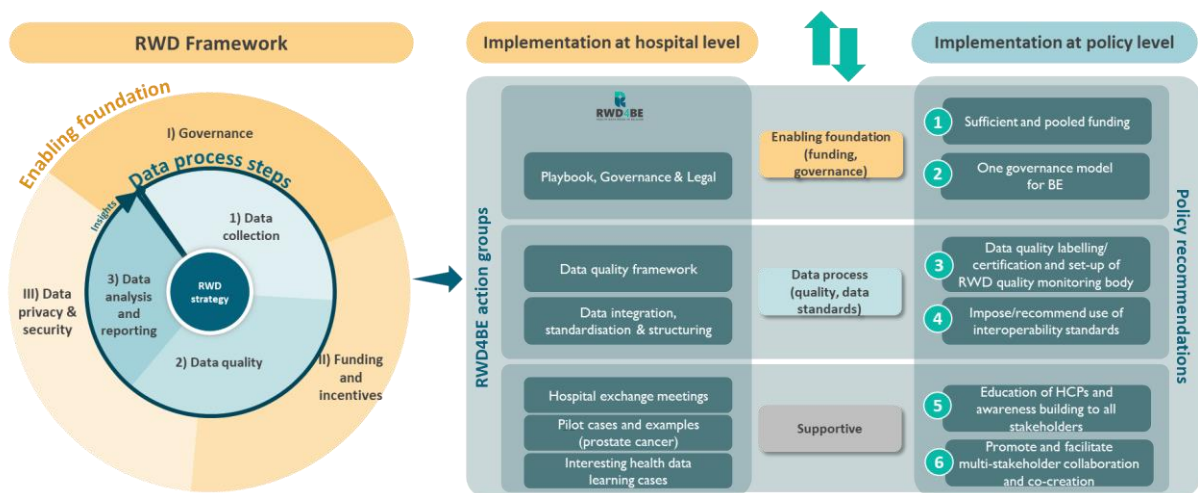 RWD Framework
Enabling foundation
I) Governance
Data process steps
Insights
1) Data
collection
RWD
strategy
3) Data
analysis
and
reporting
2) Data quality
III) Data
privacy &
security
II) Funding
and
incentives
Implementation at hospital level
Implementation at policy level
RWD4BE action groups
RWD4BE
Playbook, Governance & Legal
Enabling foundation
(funding,
governance)
1
Sufficient and pooled funding
2
One governance model
for BE
Data quality framework
Data integration,
standardisation & structuring
Data process
(quality, data
standards)
3
Data quality labelling/
certification and set-up of
RWD quality monitoring body
4
Impose/recommend use of
interoperability standards
Hospital exchange meetings
Pilot cases and examples
(prostate cancer)
Interesting health data
learning cases
Supportive
5
Education of HCPs and
awareness building to all
stakeholders
6
Promote and facilitate
multi-stakeholder collaboration
and co-creation
Policy recommendations